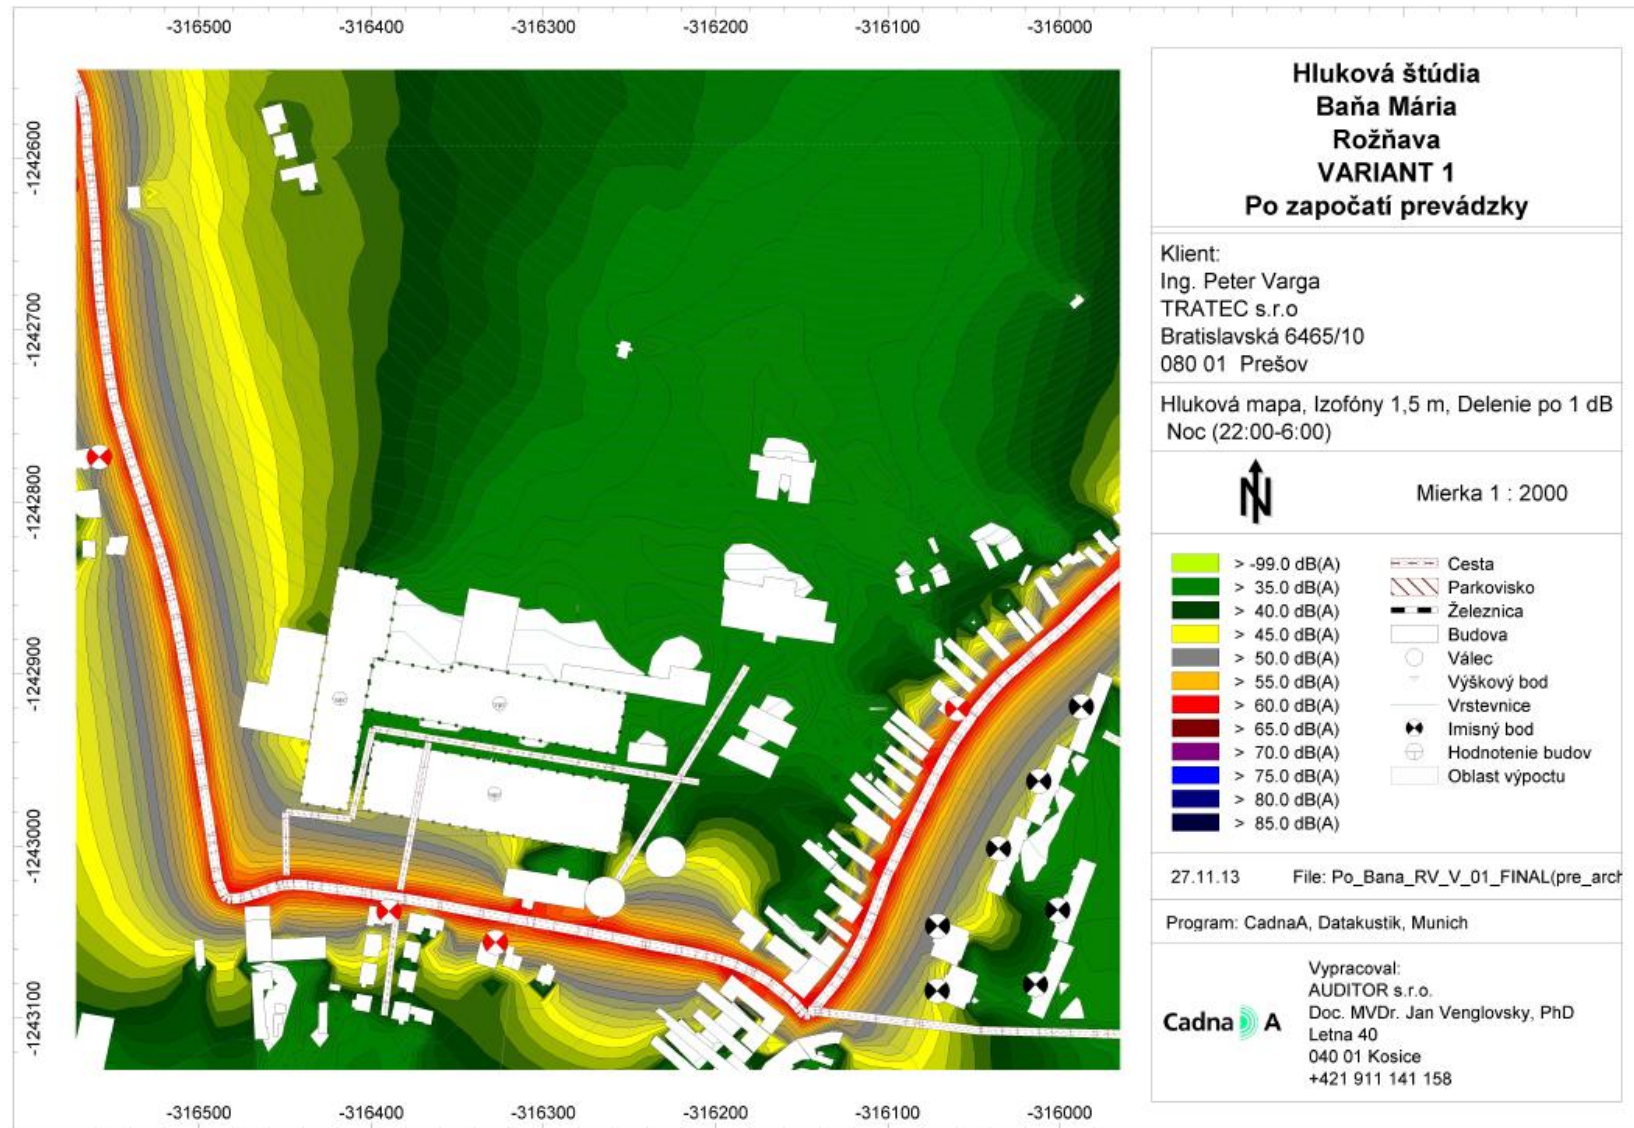 -316500 -316400 -316300 -316200 -316100 -316000
-1242600
-1242700
-1242800
-1242900
-1243000
-1243100
-316500 -316400 -316300 -316200 -316100 -316000
Hluková štúdia
Baňa Mária
Rožňava
VARIANT 1
Po započatí prevádzky
Klient:
Ing. Peter Varga
TRATEC s.r.o
Bratislavská 6465/10
080 01 Prešov
Hluková mapa, Izofóny 1,5 m, Delenie po 1 dB
Noc (22:00-6:00)
N
Mierka 1 : 2000
> -99.0 dB(A)
> 35.0 dB(A)
> 40.0 dB(A)
> 45.0 dB(A)
> 50.0 dB(A)
> 55.0 dB(A)
> 60.0 dB(A)
> 65.0 dB(A)
> 70.0 dB(A)
> 75.0 dB(A)
> 80.0 dB(A)
> 85.0 dB(A)
Cesta
Parkovisko
Železnica
Budova
Válec
Výškový bod
Vrstevnice
Imisný bod
Hodnotenie budov
Oblast výpoctu
27.11.13 File: Po_Bana_RV_V_01_FINAL(pre_arch
Program: CadnaA, Datakustik, Munich
Cadna A
Vypracoval:
AUDITOR s.r.o.
Doc. MVDr. Jan Venglovsky, PhD
Letna 40
040 01 Kosice
+421 911 141 158